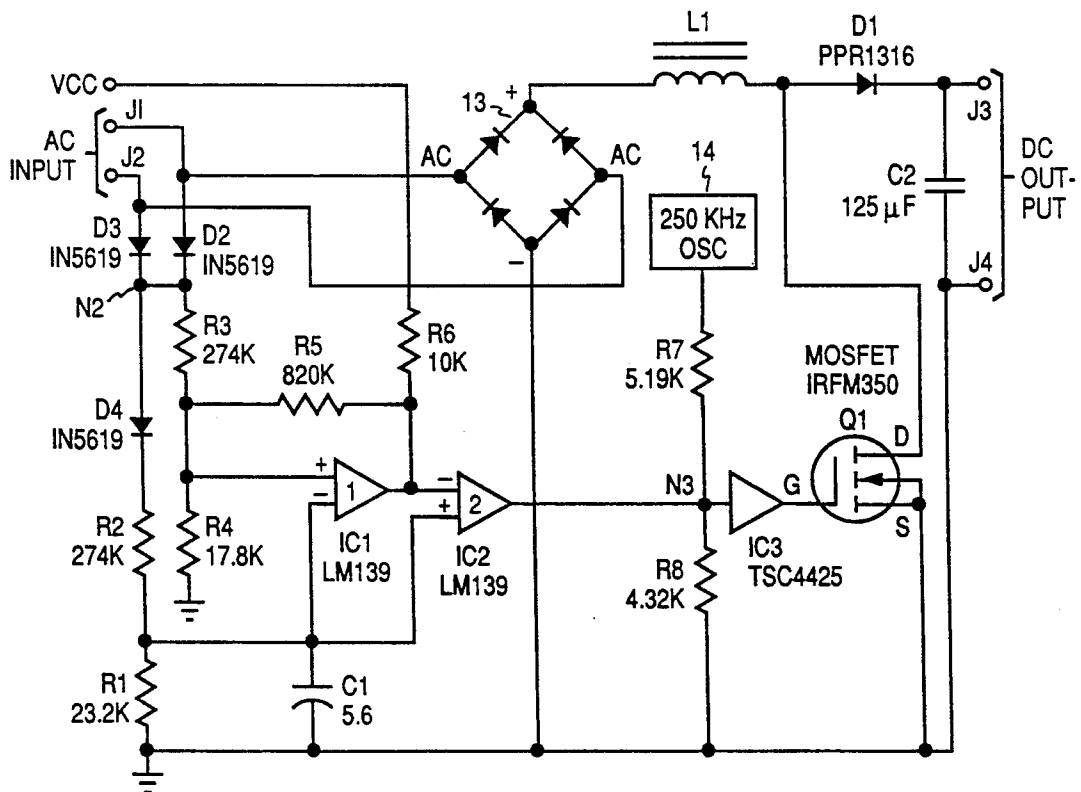 L1
D1
PPR1316
VCC
J1
AC
INPUT
J2
13
+
AC
AC
-
J3
14
250 KHz
OSC
C2
125 µF
DC
OUT-
PUT
J4
D3
IN5619
D2
IN5619
N2
R3
274K
R5
820K
R6
10K
R7
5.19K
MOSFET
IRFM350
Q1
D
G
S
D4
IN5619
+
-
1
IC1
LM139
-
+
2
IC2
LM139
N3
IC3
TSC4425
R2
274K
R4
17.8K
R8
4.32K
R1
23.2K
C1
5.6